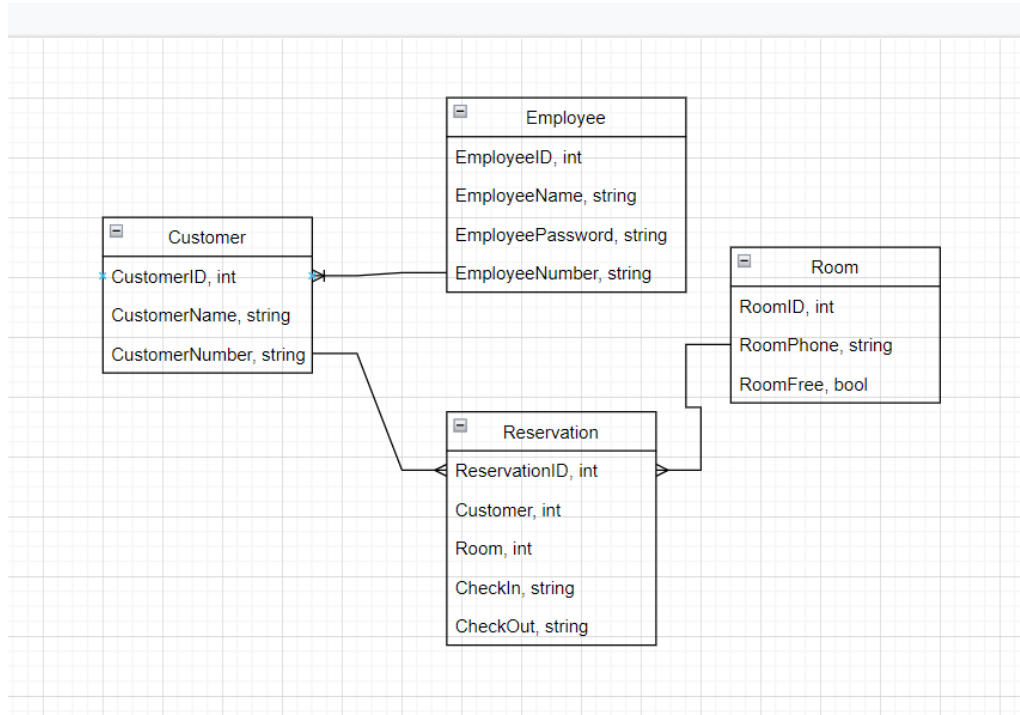 Employee
EmployeeID, int
EmployeeName, string
EmployeePassword, string
EmployeeNumber, string
Customer
CustomerID, int
CustomerName, string
CustomerNumber, string
Room
RoomID, int
RoomPhone, string
RoomFree, bool
Reservation
ReservationID, int
Customer, int
Room, int
CheckIn, string
CheckOut, string